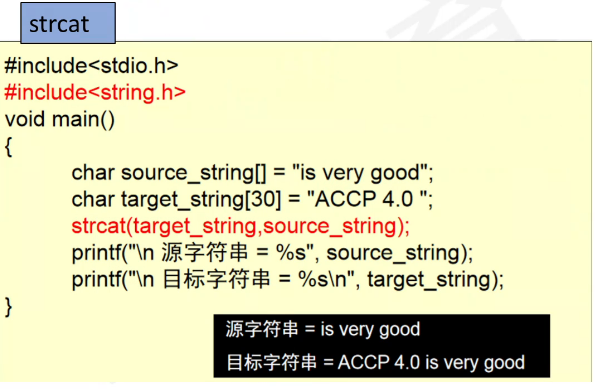 strcat
#include<stdio.h>
#include<string.h>
void main()
{
char source_string[] = "is very good";
char target_string[30] = "ACCP 4.0 ";
strcat(target_string,source_string);
printf("\n 源字符串 = %s", source_string);
printf("\n 目标字符串 = %s\n", target_string);
}
源字符串 = is very good
目标字符串 = ACCP 4.0 is very good